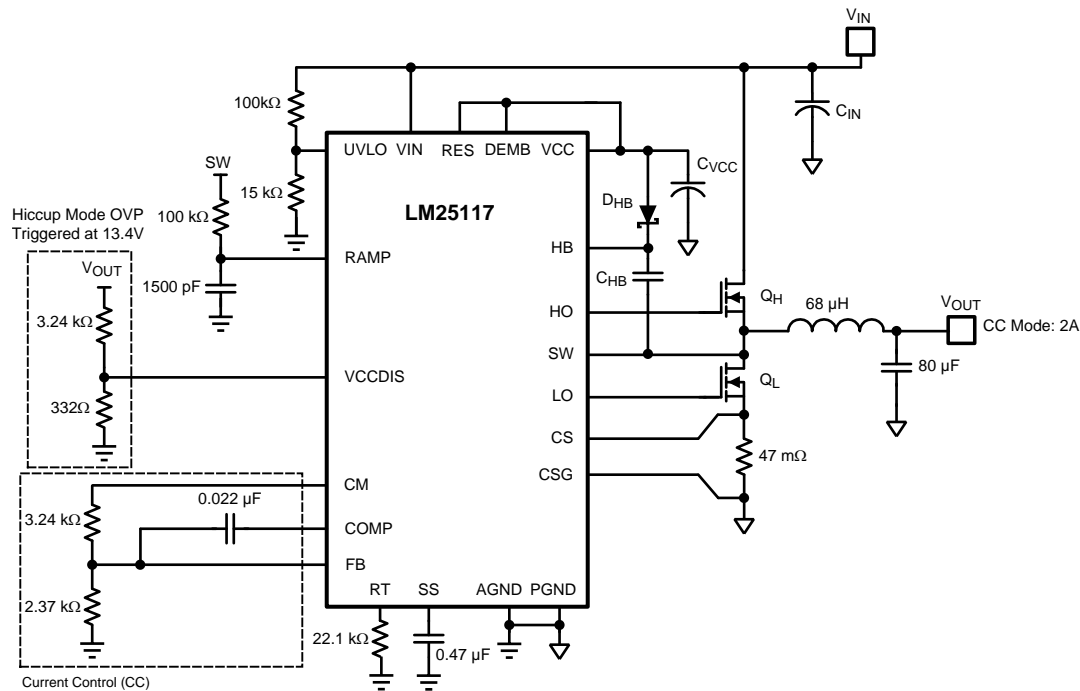 VIN
100kΩ
CIN
UVLO VIN RES DEMB VCC
SW
CVCC
15 kΩ
LM25117
DHB
Hiccup Mode OVP
Triggered at 13.4V
100 kΩ
HB
RAMP
VOUT
1500 pF
CHB
QH
68 µH
VOUT
3.24 kΩ
HO
CC Mode: 2A
SW
VCCDIS
80 µF
QL
332Ω
LO
CS
47 mΩ
CSG
CM
0.022 µF
3.24 kΩ
COMP
FB
RT SS AGND PGND
2.37 kΩ
22.1 kΩ
0.47 µF
Current Control (CC)